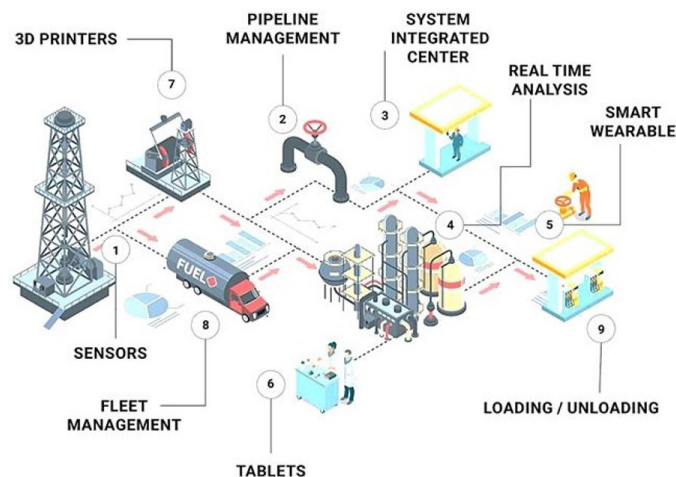 PIPELINE
MANAGEMENT
SYSTEM
INTEGRATED
CENTER
3D PRINTERS
REAL TIME
ANALYSIS
SMART
WEARABLE
7
2
3
4
5
1
FUEL
8
9
6
SENSORS
FLEET
MANAGEMENT
LOADING / UNLOADING
TABLETS